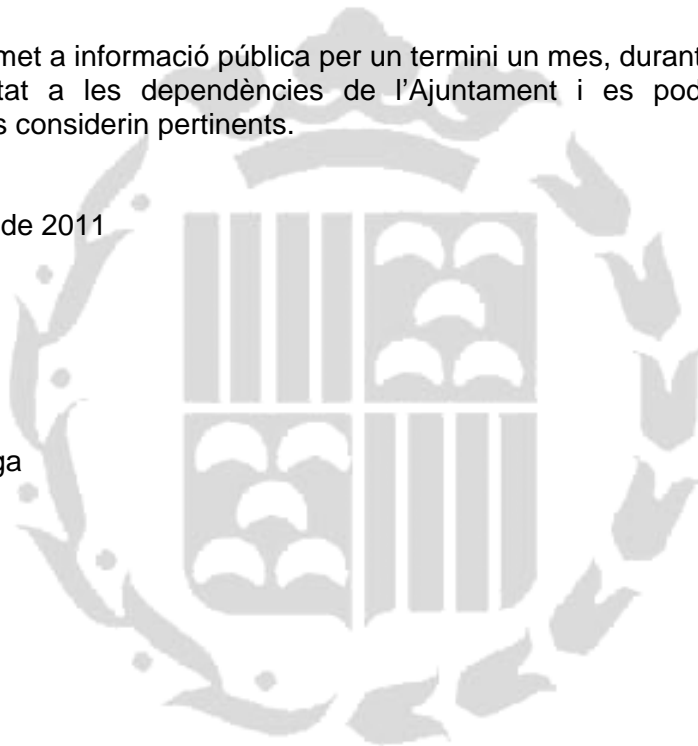 met a informació pública per un termini un mes, durant
tat a les dependències de l’Ajuntament i es pod
s considerin pertinents.
de 2011
ga